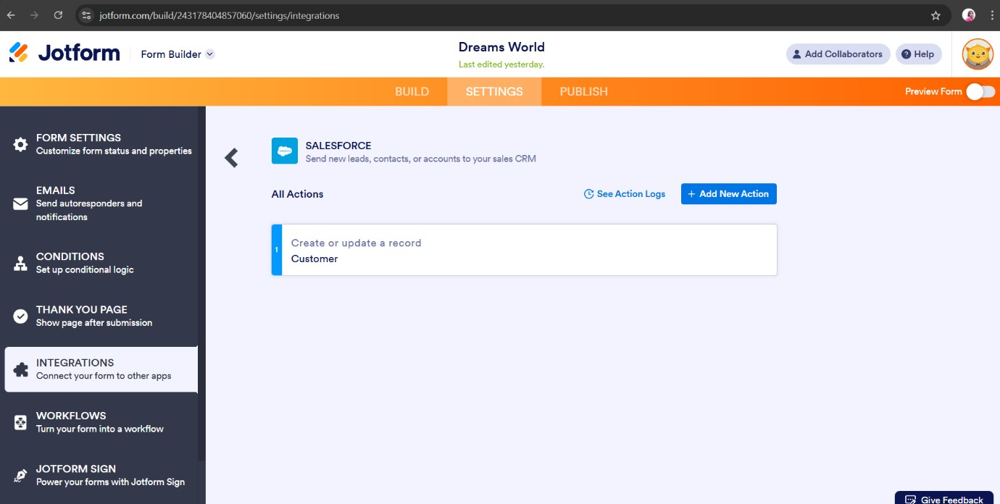 jotform.com/build/243178404857060/settings/integrations
Jotform
Form Builder
Dreams World
Last edited yesterday.
Add Collaborators
Help
BUILD
SETTINGS
PUBLISH
Preview Form
FORM SETTINGS
Customize form status and properties
EMAILS
Send autoresponders and
notifications
CONDITIONS
Set up conditional logic
THANK YOU PAGE
Show page after submission
INTEGRATIONS
Connect your form to other apps
WORKFLOWS
Turn your form into a workflow
JOTFORM SIGN
Power your forms with Jotform Sign
SALESFORCE
Send new leads, contacts, or accounts to your sales CRM
All Actions
See Action Logs
+ Add New Action
1
Create or update a record
Customer
Give Feedback